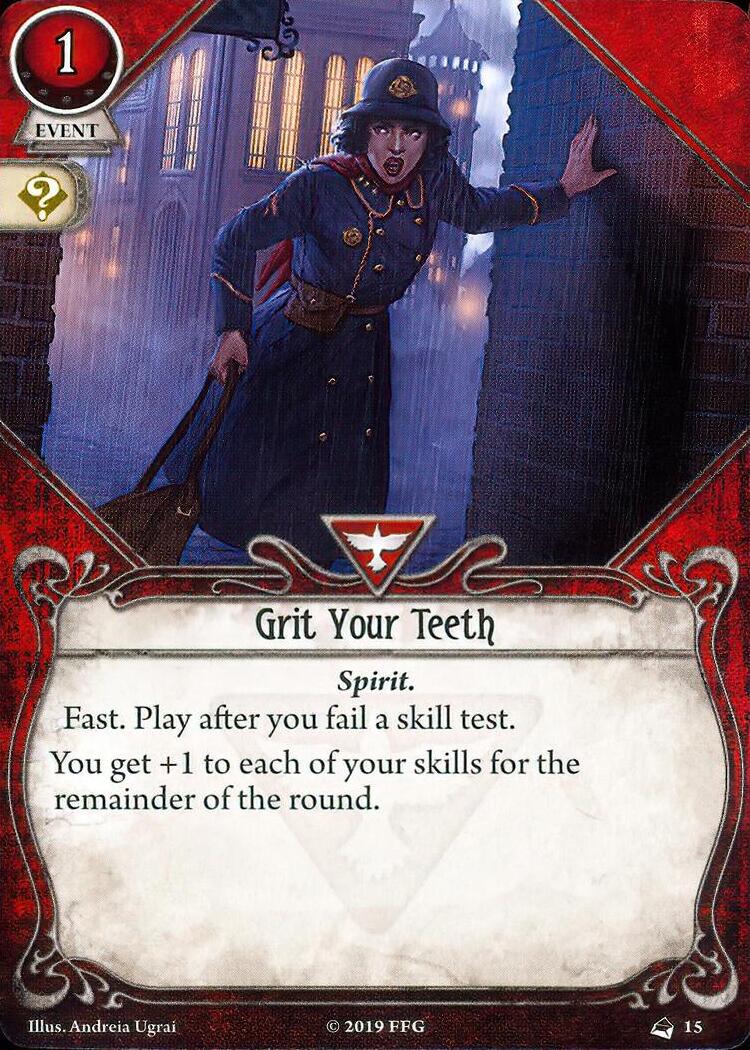 1
EVENT
?
Grit Your Teeth
Spirit.
Fast. Play after you fail a skill test.
You get +1 to each of your skills for the
remainder of the round.
Illus. Andreia Ugrai
© 2019 FFG
15